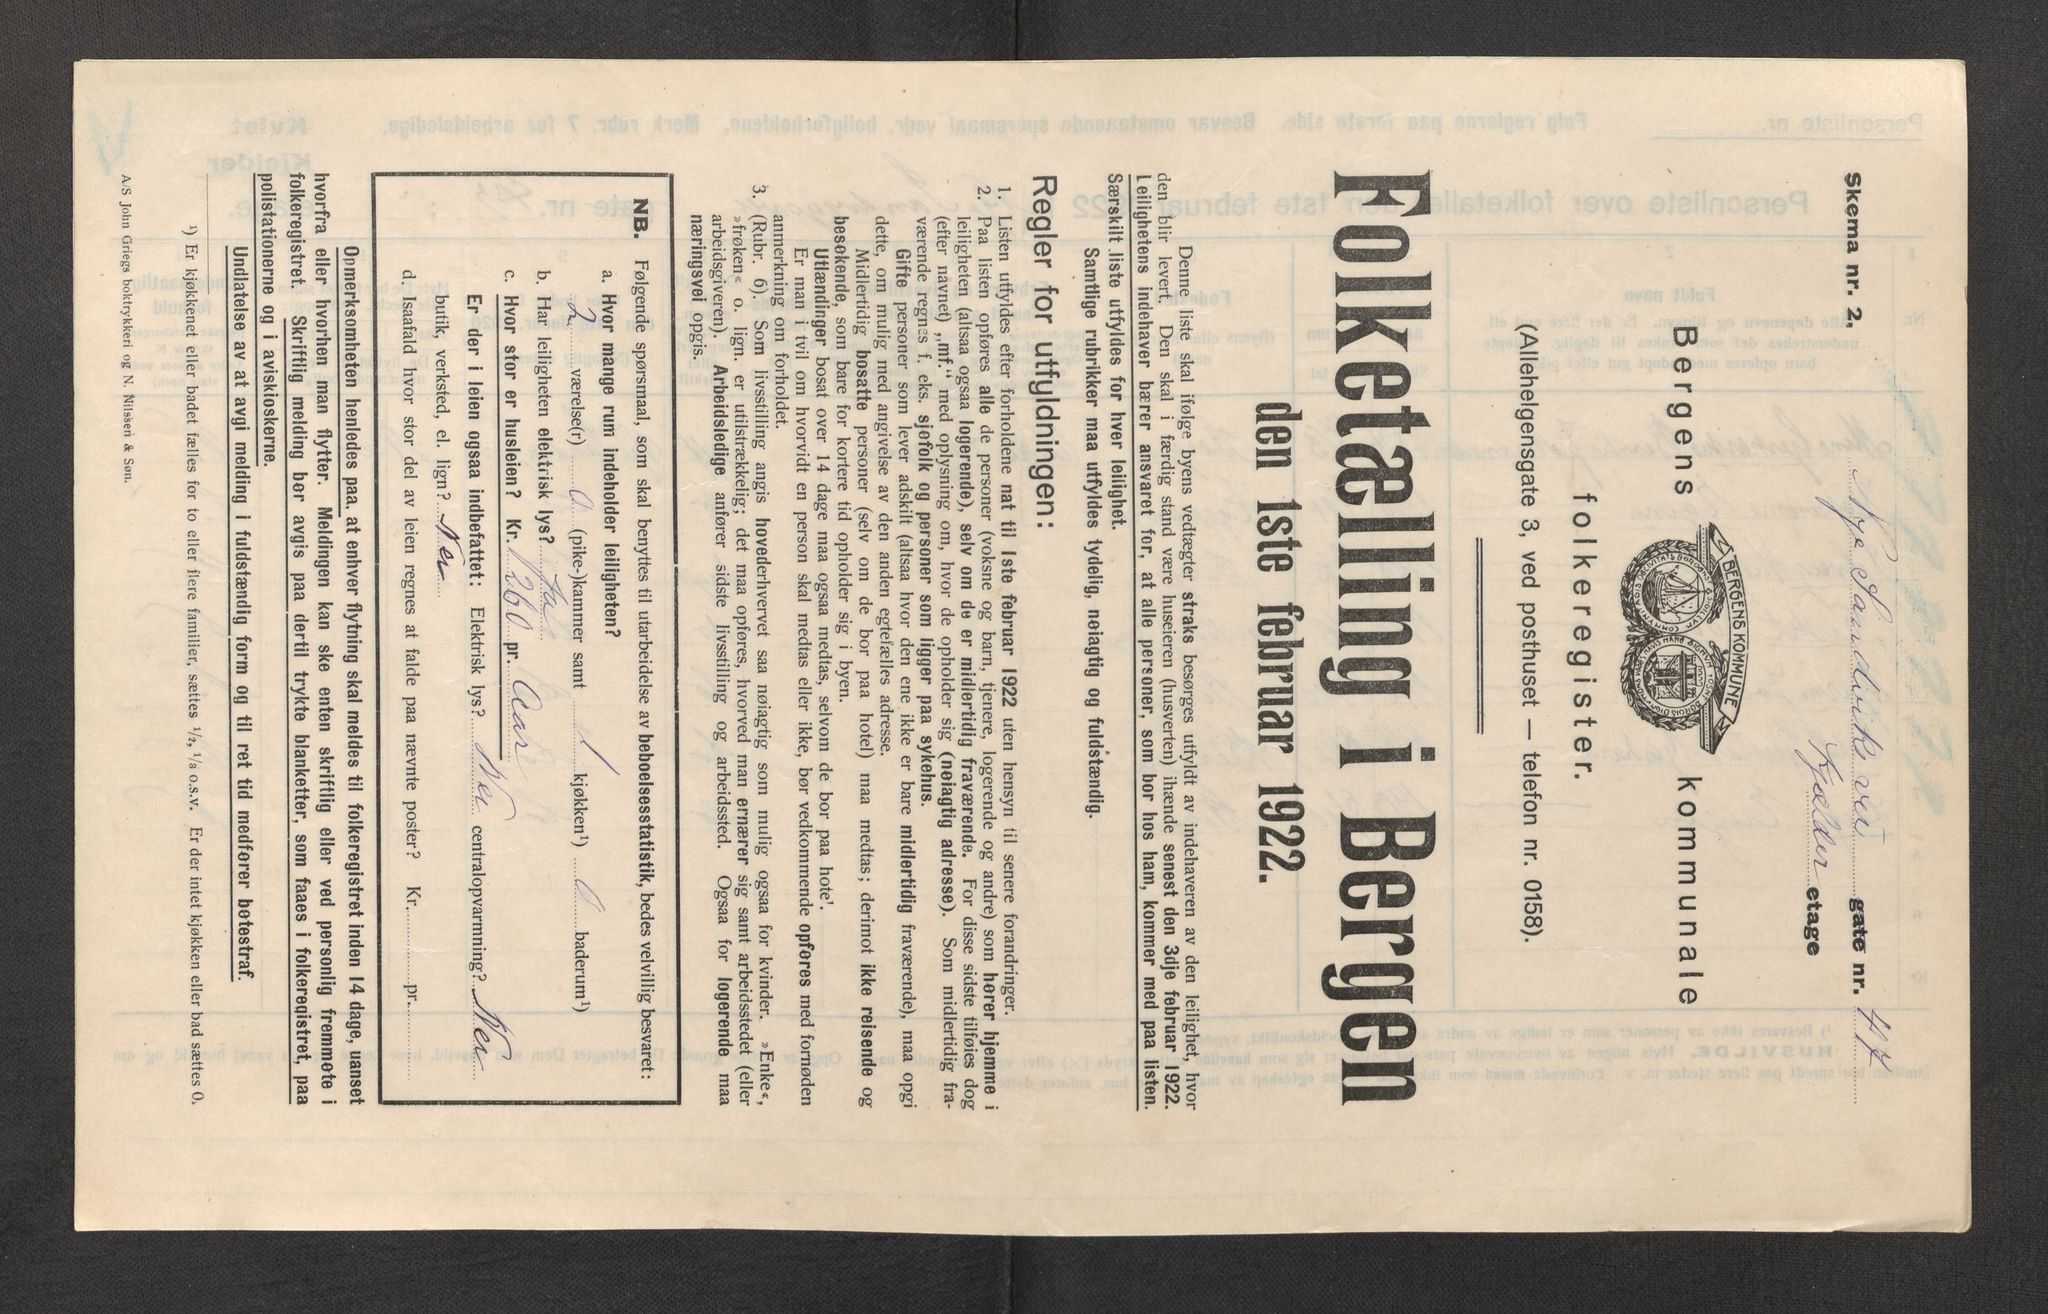 Skema nr. 2.
Nye Sandviksvei gate nr. 47
Kjælder etage
Bergens kommunale
BERGENS KOMMUNE
folkeregister.
(Allehelgensgate 3, ved posthuset — telefon nr. 0158).
Folketælling i Bergen
den 1ste februar 1922.
Denne liste skal ifølge byens vedtægter straks besørges utfyldt av indehaveren av den leilighet, hvor
den blir levert. Den skal i færdig stand være huseieren (husverten) ihænde senest den 3dje februar 1922.
Leilighetens indehaver bærer ansvaret for, at alle personer, som bor hos ham, kommer med paa listen.
Særskilt liste utfyldes for hver leilighet.
Samtlige rubrikker maa utfyldes tydelig, nøiagtig og fuldstændig.
Regler for utfyldningen:
1. Listen utfyldes efter forholdene nat til 1ste februar 1922 uten hensyn til senere forandringer.
2. Paa listen opføres alle de personer (voksne og barn, tjenere, logerende og andre) som hører hjemme i
leiligheten (altsaa ogsaa logerende), selv om de er midlertidig fraværende. For disse sidste tilføies dog
(efter navnet) „mf.“ med oplysning om, hvor de opholder sig (nøiagtig adresse). Som midlertidig fra-
værende regnes f. eks. sjøfolk og personer som ligger paa sykehus.
Gifte personer som lever adskilt (altsaa hvor den ene ikke er bare midlertidig fraværende), maa opgi
dette, om mulig med angivelse av den anden egtefælles adresse.
Midlertidig bosatte personer (selv om de bor paa hotel) maa medtas; derimot ikke reisende og
besøkende, som bare for kortere tid opholder sig i byen.
Utlændinger bosat over 14 dage maa ogsaa medtas, selvom de bor paa hotel.
Er man i tvil om hvorvidt en person skal medtas eller ikke, bør vedkommende opføres med fornøden
anmerkning om forholdet.
3. (Rubr. 6). Som livsstilling angis hovederhvervet saa nøiagtig som mulig ogsaa for kvinder. »Enke«,
»frøken« o. lign. er utilstrækkelig; det maa opføres, hvorved man ernærer sig samt arbeidsstedet (eller
arbeidsgiveren). Arbeidsledige anfører sidste livsstilling og arbeidssted. Ogsaa for logerende maa
næringsvei opgis.
NB. Følgende spørsmaal, som skal benyttes til utarbeidelse av beboelsesstatistik, bedes velvillig besvaret:
a. Hvor mange rum indeholder leiligheten?
2 værelse(r) 0 (pike-)kammer samt 1 kjøkken¹) 0 baderum¹)
b. Har leiligheten elektrisk lys? Ja
c. Hvor stor er husleien? Kr. 260 pr. Aar
Er der i leien ogsaa indbefattet: Elektrisk lys? Nei centralopvarmning? Nei
butik, verksted, el. lign? Nei
d. Isaafald hvor stor del av leien regnes at falde paa nævnte poster? Kr. pr.
Opmerksomheten henledes paa, at enhver flytning skal meldes til folkeregistret inden 14 dage, uanset
hvorfra eller hvorhen man flytter. Meldingen kan ske enten skriftlig eller ved personlig fremmøte i
folkeregistret. Skriftlig melding bør avgis paa dertil trykte blanketter, som faaes i folkeregistret, paa
polistationerne og i aviskioskerne.
Undlatelse av at avgi melding i fuldstændig form og til ret tid medfører bøtestraf.
¹) Er kjøkkenet eller badet fælles for to eller flere familier, sættes ½, ⅓ o.s.v. Er der intet kjøkken eller bad sættes 0.
A/S John Griegs boktrykkeri og N. Nilssen & Søn.